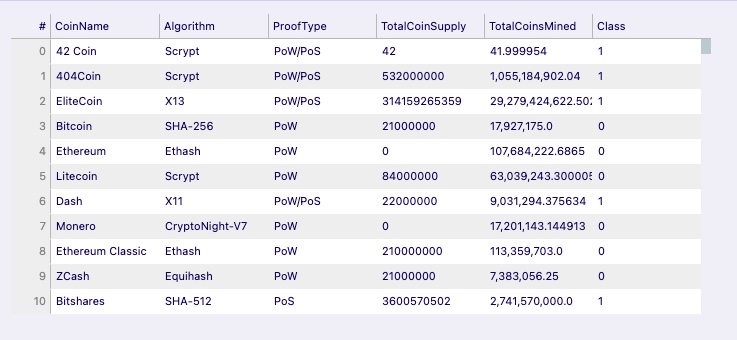 # CoinName Algorithm ProofType TotalCoinSupply TotalCoinsMined Class
0 42 Coin Scrypt PoW/PoS 42 41.999954 1
1 404Coin Scrypt PoW/PoS 532000000 1,055,184,902.04 1
2 EliteCoin X13 PoW/PoS 314159265359 29,279,424,622.502 1
3 Bitcoin SHA-256 PoW 21000000 17,927,175.0 0
4 Ethereum Ethash PoW 0 107,684,222.6865 0
5 Litecoin Scrypt PoW 84000000 63,039,243.300005 0
6 Dash X11 PoW/PoS 22000000 9,031,294.375634 1
7 Monero CryptoNight-V7 PoW 0 17,201,143.144913 0
8 Ethereum Classic Ethash PoW 210000000 113,359,703.0 0
9 ZCash Equihash PoW 21000000 7,383,056.25 0
10 Bitshares SHA-512 PoS 3600570502 2,741,570,000.0 1